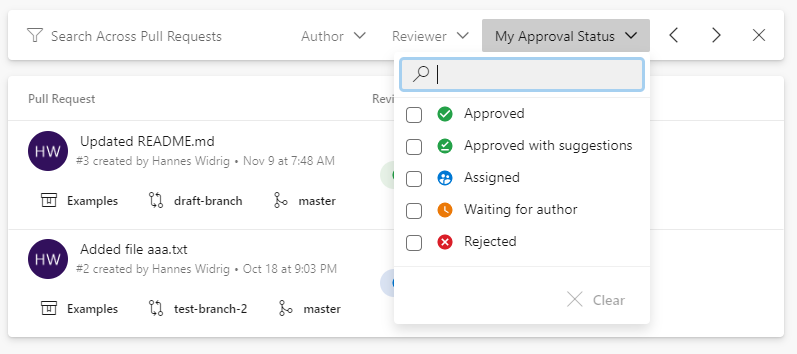 Search Across Pull Requests Author Reviewer My Approval Status
Pull Request
Approved
Approved with suggestions
Assigned
Waiting for author
Rejected
Clear
HW Updated README.md
#3 created by Hannes Widrig • Nov 9 at 7:48 AM
Examples draft-branch master
HW Added file aaa.txt
#2 created by Hannes Widrig • Oct 18 at 9:03 PM
Examples test-branch-2 master